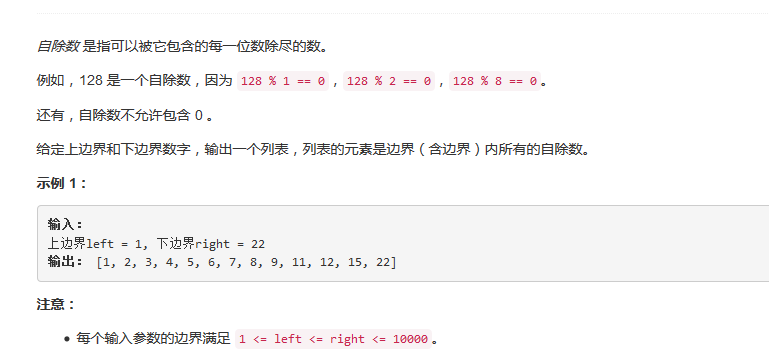 自除数 是指可以被它包含的每一位数除尽的数。
例如，128 是一个自除数，因为 128 % 1 == 0，128 % 2 == 0，128 % 8 == 0。
还有，自除数不允许包含 0 。
给定上边界和下边界数字，输出一个列表，列表的元素是边界（含边界）内所有的自除数。
示例 1：
输入：
上边界left = 1, 下边界right = 22
输出： [1, 2, 3, 4, 5, 6, 7, 8, 9, 11, 12, 15, 22]
注意：
• 每个输入参数的边界满足 1 <= left <= right <= 10000。